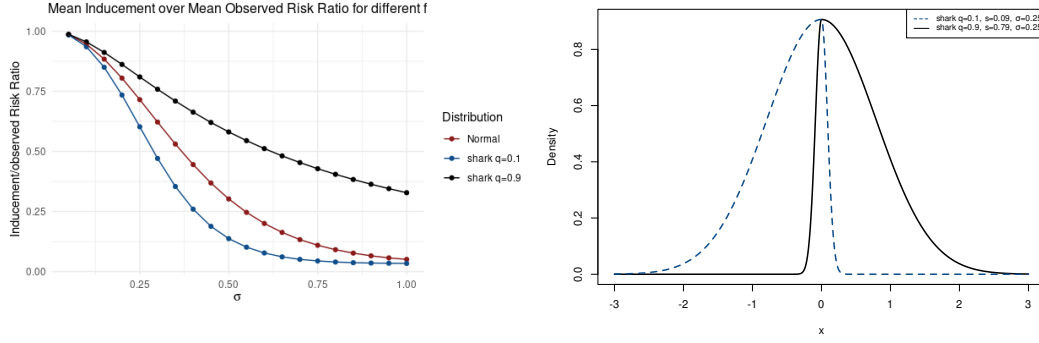 Mean Inducement over Mean Observed Risk Ratio for different f
Inducement/observed Risk Ratio
1.00
0.75
0.50
0.25
0.00
0.25
0.50
0.75
1.00
σ
Distribution
Normal
shark q=0.1
shark q=0.9
shark q=0.1, s=0.09, σ=0.25
shark q=0.9, s=0.79, σ=0.25
Density
0.8
0.6
0.4
0.2
0.0
-3
-2
-1
0
1
2
3
x